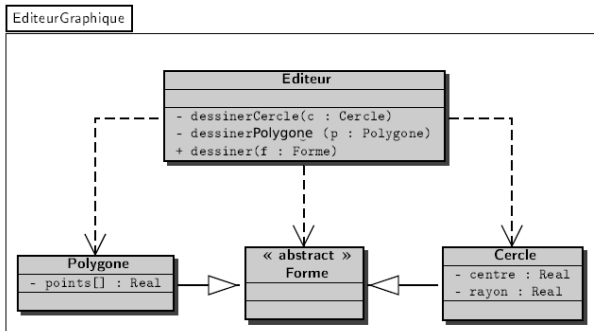 EditeurGraphique
Editeur
- dessinerCercle(c : Cercle)
- dessinerPolygone (p : Polygone)
+ dessiner(f : Forme)
Polygone
- points[] : Real
« abstract »
Forme
Cercle
- centre : Real
- rayon : Real